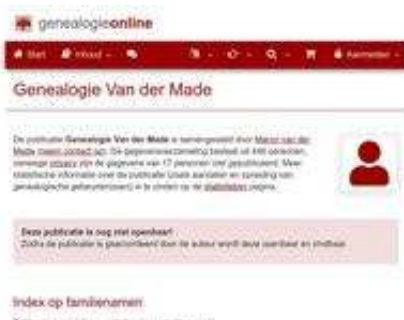 genealogieonline
Start Inhoud Aanmelden
Genealogie Van der Made
De publicatie Genealogie Van der Made is samengesteld door van der
Made (neem contact op). De gegevensverzameling bestaat uit personen,
vanwege privacy zijn de gegevens van 17 personen niet gepubliceerd. Meer
statistische informatie over de publicatie (zoals aantallen en spreiding van
genealogische gebeurtenissen) is te vinden op de statistieken pagina.
Deze publicatie is nog niet openbaar!
Zodra de publicatie is geaccordeerd door de auteur wordt deze openbaar en vindbaar.
Index op familienamen